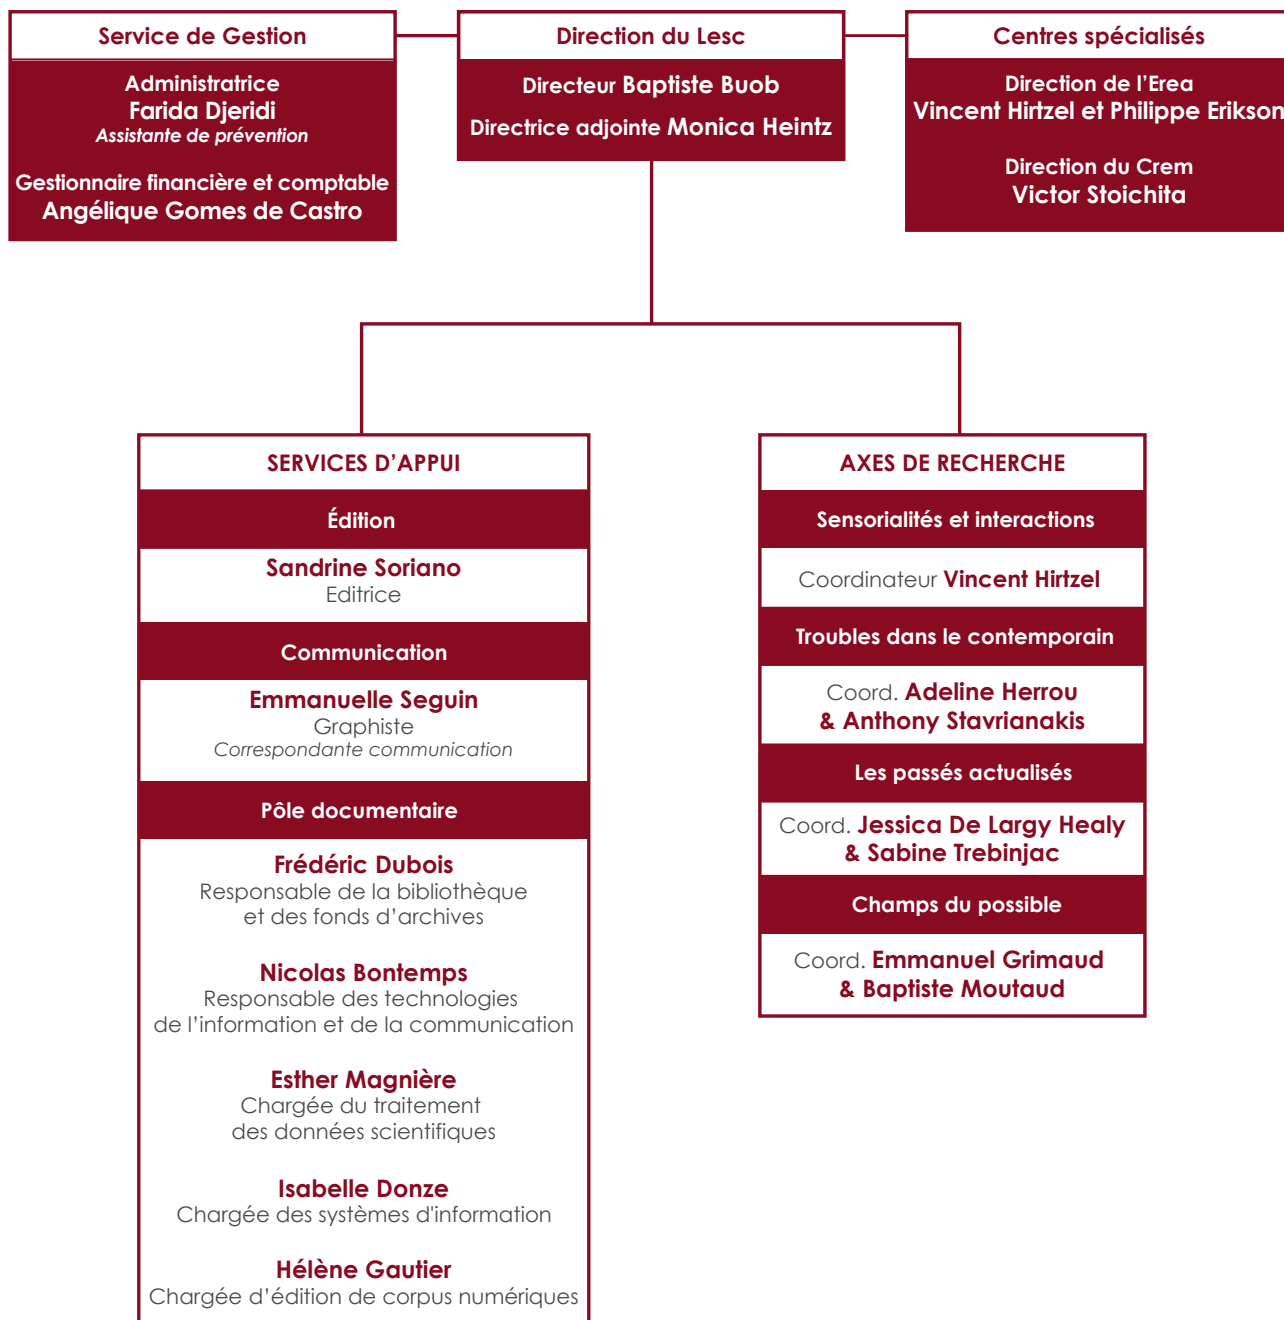 Service de Gestion
Administratrice
Farida Djeridi
Assistante de prévention
Gestionnaire financière et comptable
Angélique Gomes de Castro
Direction du Lesc
Directeur Baptiste Buob
Directrice adjointe Monica Heintz
Centres spécialisés
Direction de l’Erea
Vincent Hirtzel et Philippe Erikson
Direction du Crem
Victor Stoichita
SERVICES D’APPUI
Édition
Sandrine Soriano
Editrice
Communication
Emmanuelle Seguin
Graphiste
Correspondante communication
Pôle documentaire
Frédéric Dubois
Responsable de la bibliothèque
et des fonds d’archives
Nicolas Bontemps
Responsable des technologies
de l’information et de la communication
Esther Magnière
Chargée du traitement
des données scientifiques
Isabelle Donze
Chargée des systèmes d'information
Hélène Gautier
Chargée d’édition de corpus numériques
AXES DE RECHERCHE
Sensorialités et interactions
Coordinateur Vincent Hirtzel
Troubles dans le contemporain
Coord. Adeline Herrou
& Anthony Stavrianakis
Les passés actualisés
Coord. Jessica De Largy Healy
& Sabine Trebinjac
Champs du possible
Coord. Emmanuel Grimaud
& Baptiste Moutaud